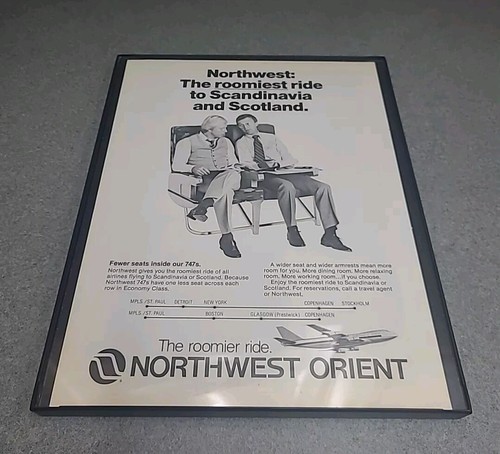 Northwest:
The roomiest ride
to Scandinavia
and Scotland.
Fewer seats inside our 747s.
Northwest gives you the roomiest ride of all
airlines flying to Scandinavia or Scotland. Because
Northwest 747s have one less seat across each
row in Economy Class.
A wider seat and wider armrests mean more
room for you. More dining room. More relaxing
room. More working room...if you choose.
Enjoy the roomiest ride to Scandinavia or
Scotland. For reservations, call a travel agent
or Northwest.
MPLS./ST. PAUL DETROIT NEW YORK COPENHAGEN STOCKHOLM
MPLS./ST. PAUL BOSTON GLASGOW (Prestwick) COPENHAGEN
The roomier ride.
NORTHWEST ORIENT